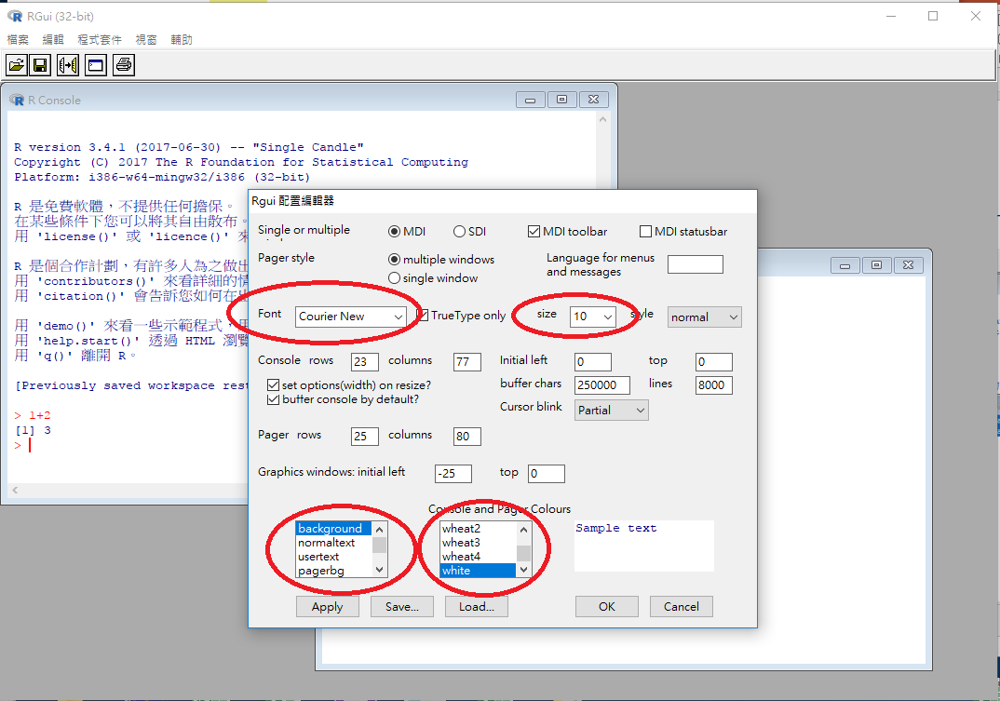 RGui (32-bit)
檔案 編輯 程式套件 視窗 輔助
R Console
R version 3.4.1 (2017-06-30) -- "Single Candle"
Copyright (C) 2017 The R Foundation for Statistical Computing
Platform: i386-w64-mingw32/i386 (32-bit)
R 是免費軟體，不提供任何擔保。
在某些條件下您可以將其自由散布。
用 'license()' 或 'licence()' 來
R 是個合作計劃，有許多人為之做出
用 'contributors()' 來看詳細的情
用 'citation()' 會告訴您如何在出
用 'demo()' 來看一些示範程式，用
用 'help.start()' 透過 HTML 瀏覽
用 'q()' 離開 R。
[Previously saved workspace rest
> 1+2
[1] 3
>
Rgui 配置編輯器
Single or multiple MDI SDI MDI toolbar MDI statusbar
Pager style multiple windows Language for menus
single window and messages
Font Courier New TrueType only size 10 style normal
Console rows 23 columns 77 Initial left 0 top 0
set options(width) on resize? buffer chars 250000 lines 8000
buffer console by default? Cursor blink Partial
Pager rows 25 columns 80
Graphics windows: initial left -25 top 0
Console and Pager Colours
background wheat2 Sample text
normaltext wheat3
usertext wheat4
pagerbg white
Apply Save... Load... OK Cancel